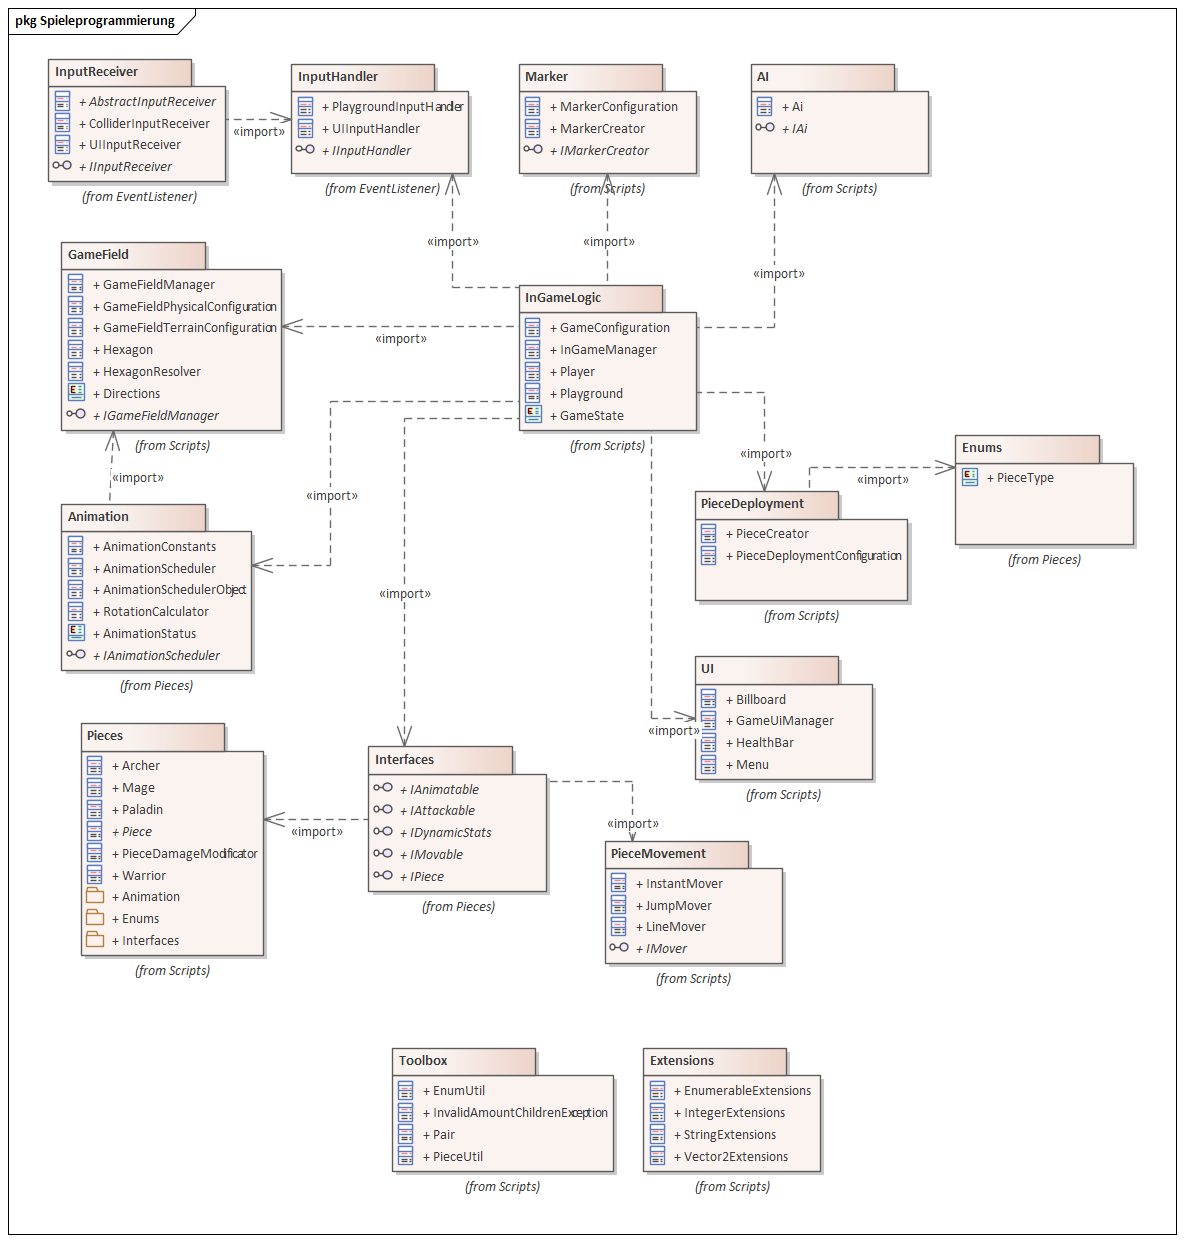 pkg Spieleprogrammierung
InputReceiver
+ AbstractInputReceiver
+ ColliderInputReceiver
+ UIInputReceiver
+ IInputReceiver
(from EventListener)
«import»
InputHandler
+ PlaygroundInputHandler
+ UIInputHandler
+ IInputHandler
(from EventListener)
Marker
+ MarkerConfiguration
+ MarkerCreator
+ IMarkerCreator
(from Scripts)
AI
+ Ai
+ IAi
(from Scripts)
«import»
«import»
«import»
GameField
+ GameFieldManager
+ GameFieldPhysicalConfiguration
+ GameFieldTerrainConfiguration
+ Hexagon
+ HexagonResolver
+ Directions
+ IGameFieldManager
(from Scripts)
«import»
InGameLogic
+ GameConfiguration
+ InGameManager
+ Player
+ Playground
+ GameState
(from Scripts)
«import»
«import»
«import»
«import»
Enums
+ PieceType
(from Pieces)
PieceDeployment
+ PieceCreator
+ PieceDeploymentConfiguration
(from Scripts)
Animation
+ AnimationConstants
+ AnimationScheduler
+ AnimationSchedulerObject
+ RotationCalculator
+ AnimationStatus
+ IAnimationScheduler
(from Pieces)
«import»
UI
+ Billboard
+ GameUiManager
+ HealthBar
+ Menu
(from Scripts)
«import»
Pieces
+ Archer
+ Mage
+ Paladin
+ Piece
+ PieceDamageModificator
+ Warrior
+ Animation
+ Enums
+ Interfaces
(from Scripts)
«import»
Interfaces
+ IAnimatable
+ IAttackable
+ IDynamicStats
+ IMovable
+ IPiece
(from Pieces)
«import»
PieceMovement
+ InstantMover
+ JumpMover
+ LineMover
+ IMover
(from Scripts)
Toolbox
+ EnumUtil
+ InvalidAmountChildrenException
+ Pair
+ PieceUtil
(from Scripts)
Extensions
+ EnumerableExtensions
+ IntegerExtensions
+ StringExtensions
+ Vector2Extensions
(from Scripts)